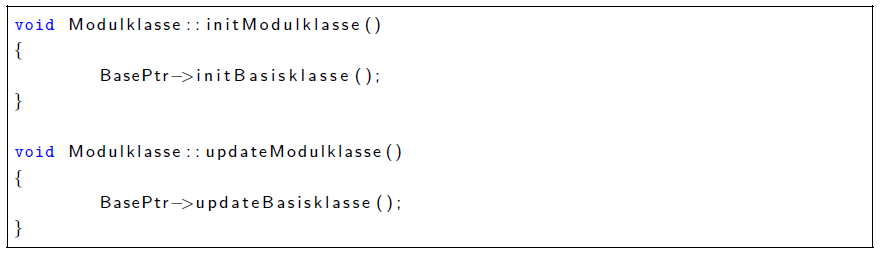 void Modulklasse::initModulklasse()
{
        BasePtr->initBasisklasse();
}

void Modulklasse::updateModulklasse()
{
        BasePtr->updateBasisklasse();
}